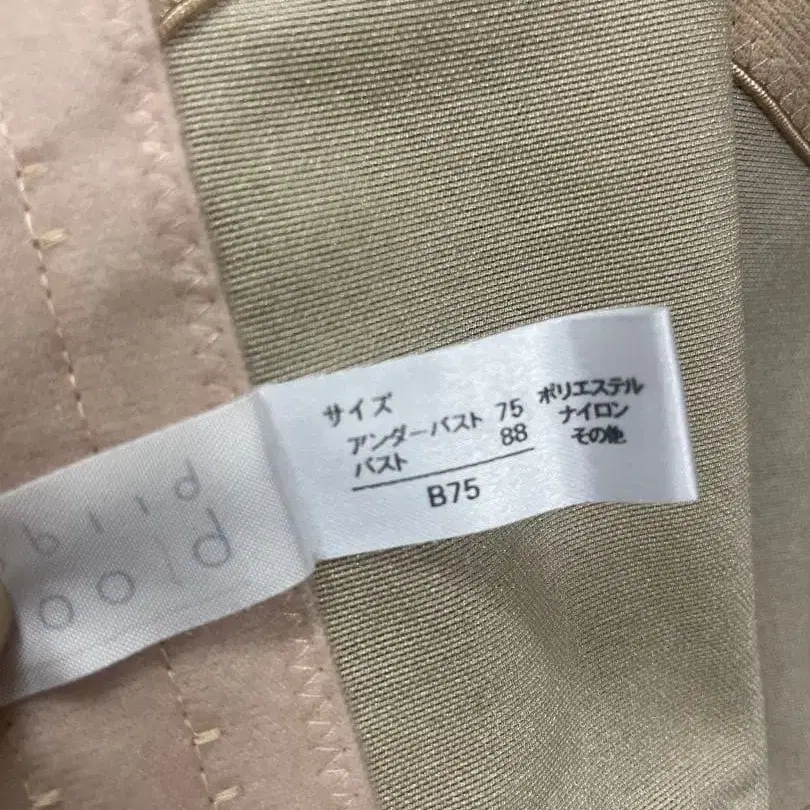 サイズ
アンダーバスト 75
バスト 88
B75
ポリエステル
ナイロン
その他